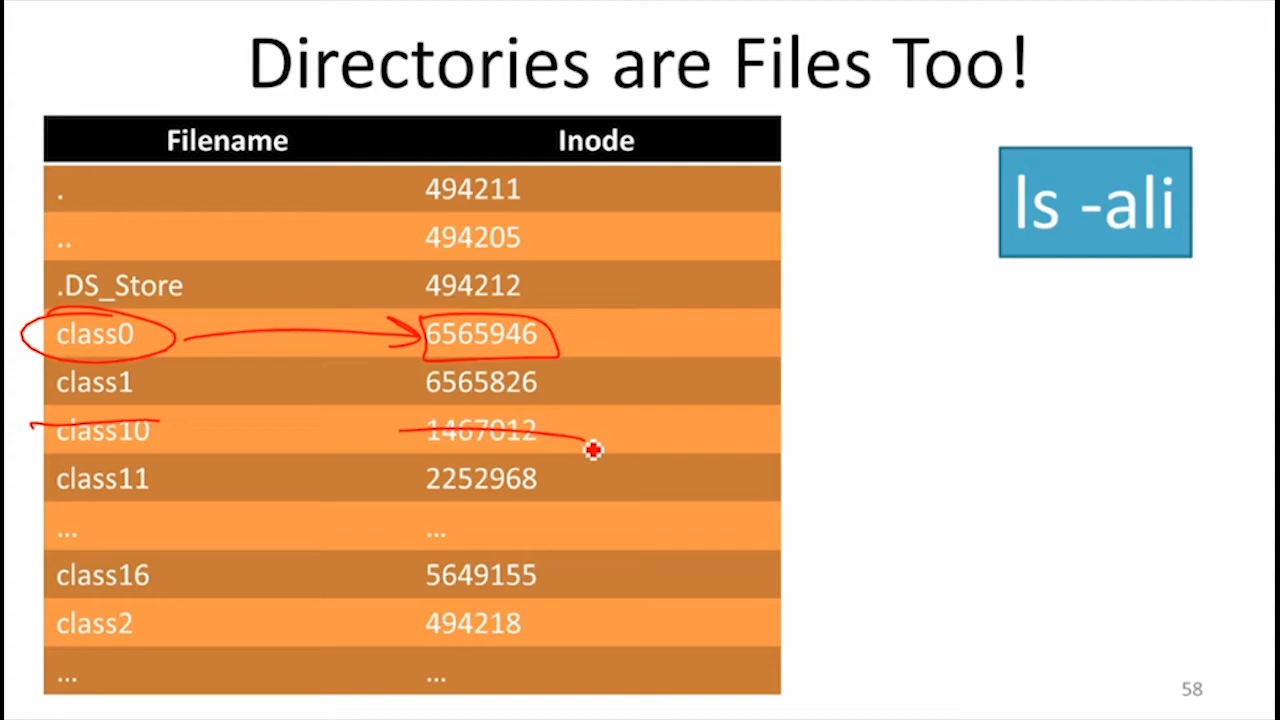 Directories are Files Too!
Filename Inode
. 494211
.. 494205
.DS_Store 494212
class0 6565946
class1 6565826
class10 1467012
class11 2252968
... ...
class16 5649155
class2 494218
... ...
ls -ali
58